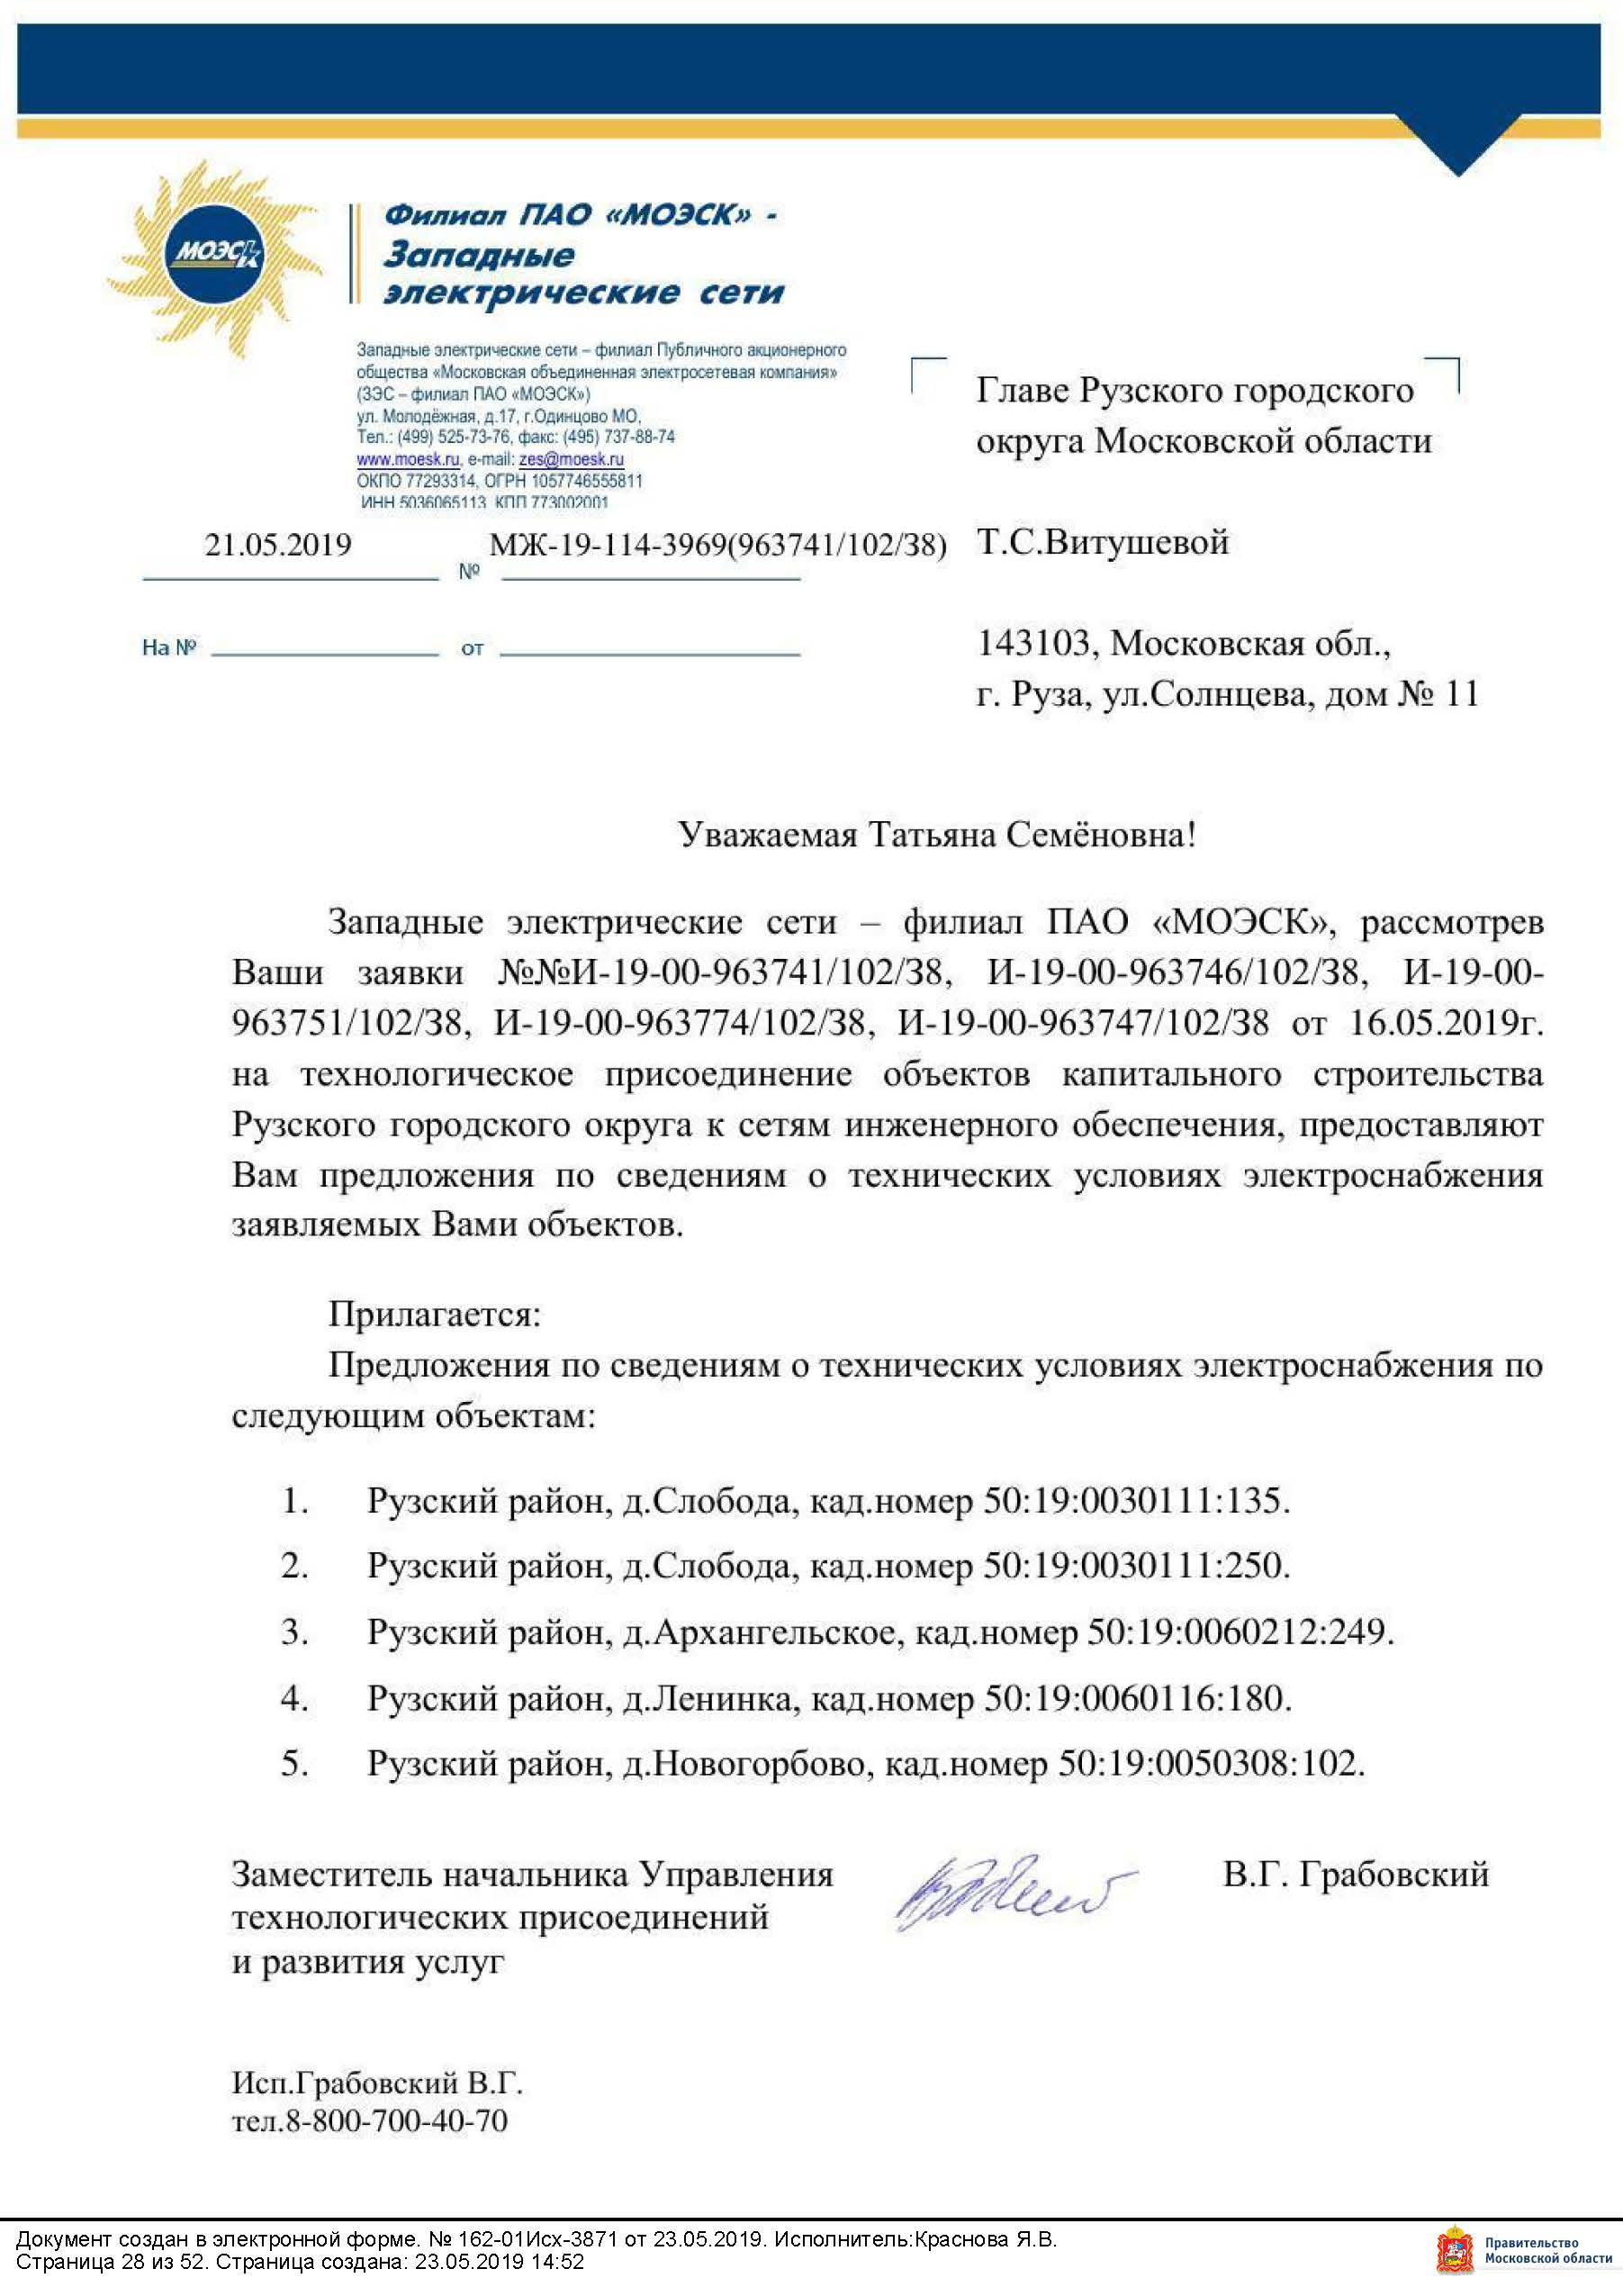 МОЭСК
Филиал ПАО «МОЭСК» -
Западные
электрические сети
Западные электрические сети – филиал Публичного акционерного
общества «Московская объединенная электросетевая компания»
(ЗЭС – филиал ПАО «МОЭСК»)
ул. Молодёжная, д.17, г.Одинцово МО,
Тел.: (499) 525-73-76, факс: (495) 737-88-74
www.moesk.ru, e-mail: zes@moesk.ru
ОКПО 77293314, ОГРН 1057746555811
ИНН 5036065113 КПП 773002001
21.05.2019 № МЖ-19-114-3969(963741/102/38)
На № от
Главе Рузского городского
округа Московской области
Т.С.Витушевой
143103, Московская обл.,
г. Руза, ул.Солнцева, дом № 11
Уважаемая Татьяна Семёновна!
Западные электрические сети – филиал ПАО «МОЭСК», рассмотрев
Ваши заявки №№И-19-00-963741/102/38, И-19-00-963746/102/38, И-19-00-
963751/102/38, И-19-00-963774/102/38, И-19-00-963747/102/38 от 16.05.2019г.
на технологическое присоединение объектов капитального строительства
Рузского городского округа к сетям инженерного обеспечения, предоставляют
Вам предложения по сведениям о технических условиях электроснабжения
заявляемых Вами объектов.
Прилагается:
Предложения по сведениям о технических условиях электроснабжения по
следующим объектам:
1. Рузский район, д.Слобода, кад.номер 50:19:0030111:135.
2. Рузский район, д.Слобода, кад.номер 50:19:0030111:250.
3. Рузский район, д.Архангельское, кад.номер 50:19:0060212:249.
4. Рузский район, д.Ленинка, кад.номер 50:19:0060116:180.
5. Рузский район, д.Новогорбово, кад.номер 50:19:0050308:102.
Заместитель начальника Управления
технологических присоединений
и развития услуг
В.Г. Грабовский
Исп.Грабовский В.Г.
тел.8-800-700-40-70
Документ создан в электронной форме. № 162-01Исх-3871 от 23.05.2019. Исполнитель:Краснова Я.В.
Страница 28 из 52. Страница создана: 23.05.2019 14:52
Правительство
Московской области